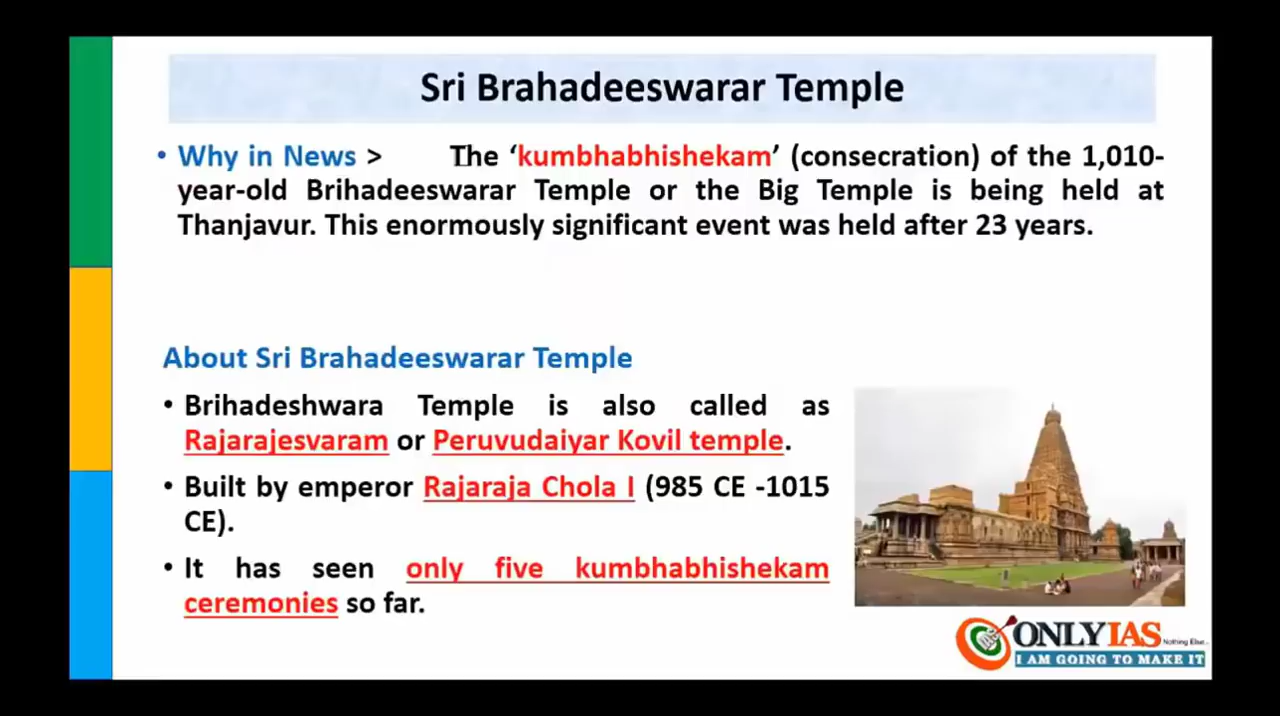 Sri Brahadeeswarar Temple
• Why in News > The ‘kumbhabhishekam’ (consecration) of the 1,010-
year-old Brihadeeswarar Temple or the Big Temple is being held at
Thanjavur. This enormously significant event was held after 23 years.
About Sri Brahadeeswarar Temple
• Brihadeshwara Temple is also called as
Rajarajesvaram or Peruvudaiyar Kovil temple.
• Built by emperor Rajaraja Chola I (985 CE -1015
CE).
• It has seen only five kumbhabhishekam
ceremonies so far.
ONLYIAS Nothing Else..
I AM GOING TO MAKE IT